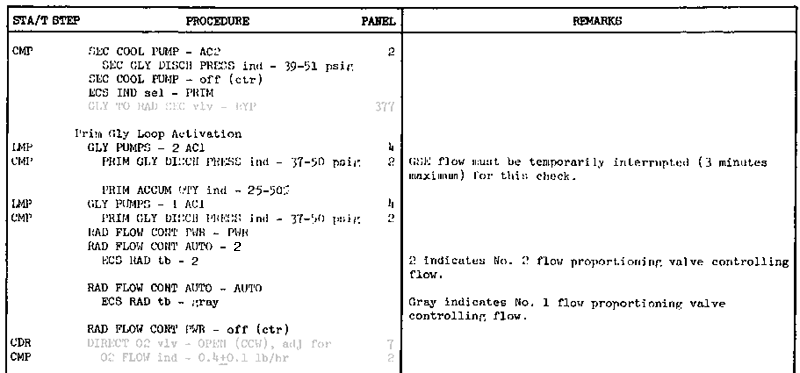 STA/T STEP PROCEDURE PANEL REMARKS
CMP SEC COOL PUMP - AC2 2
SEC GLY DISCH PRESS ind - 39-51 psig
SEC COOL PUMP - off (ctr)
ECS IND sel - PRIM
GLY TO RAD SEC vlv - BYP 377
Prim Gly Loop Activation
LMP GLY PUMPS - 2 AC1 4
CMP PRIM GLY DISCH PRESS ind - 37-50 psig 2 GSE flow must be temporarily interrupted (3 minutes
maximum) for this check.
PRIM ACCUM QTY ind - 25-50%
LMP GLY PUMPS - 1 AC1 4
CMP PRIM GLY DISCH PRESS ind - 37-50 psig 2
RAD FLOW CONT PWR - PWR
RAD FLOW CONT AUTO - 2
ECS RAD tb - 2 2 indicates No. 2 flow proportioning valve controlling
flow.
RAD FLOW CONT AUTO - AUTO
ECS RAD tb - gray Gray indicates No. 1 flow proportioning valve
controlling flow.
RAD FLOW CONT PWR - off (ctr)
CDR DIRECT O2 vlv - OPEN (CCW), adj for 7
CMP O2 FLOW ind - 0.4±0.1 lb/hr 2